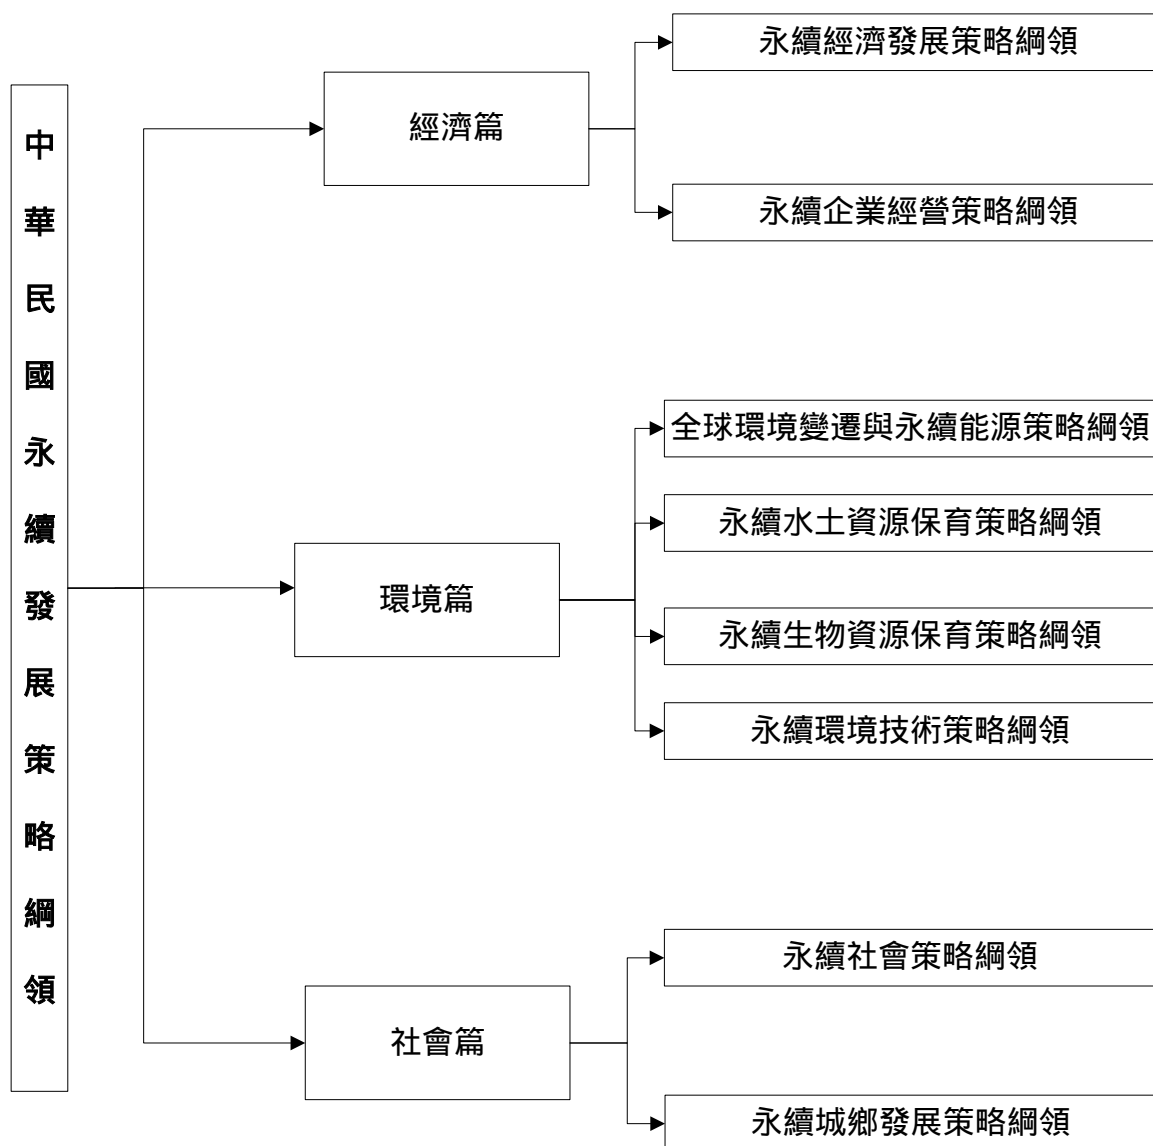 中華民國永續發展策略綱領
經濟篇
永續經濟發展策略綱領
永續企業經營策略綱領
環境篇
全球環境變遷與永續能源策略綱領
永續水土資源保育策略綱領
永續生物資源保育策略綱領
永續環境技術策略綱領
社會篇
永續社會策略綱領
永續城鄉發展策略綱領